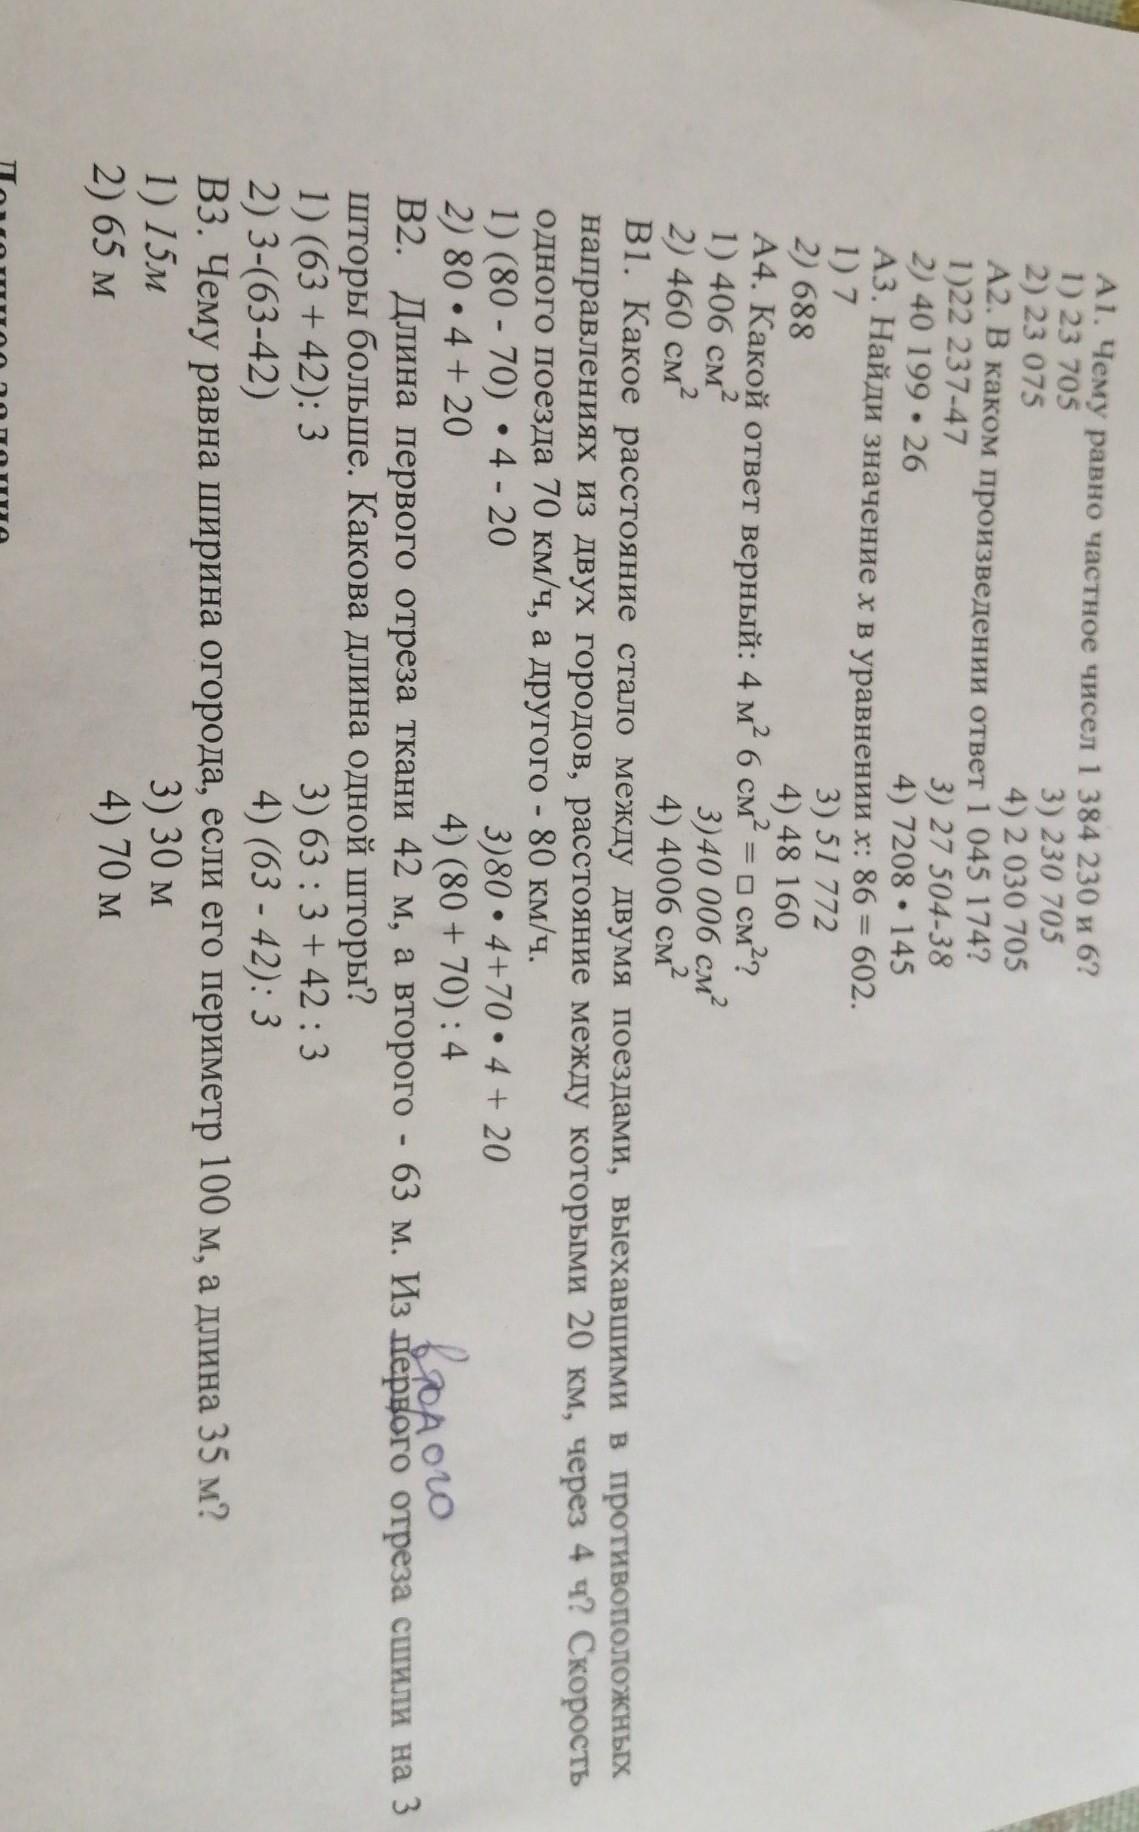 А1. Чему равно частное чисел 1 384 230 и 6?
1) 23 705 3) 230 705
2) 23 075 4) 2 030 705
А2. В каком произведении ответ 1 045 174?
1)22 237-47 3) 27 504-38
2) 40 199 • 26 4) 7208 • 145
А3. Найди значение х в уравнении х: 86 = 602.
1) 7 3) 51 772
2) 688 4) 48 160
А4. Какой ответ верный: 4 м² 6 см² = □ см²?
1) 406 см² 3)40 006 см²
2) 460 см² 4) 4006 см²
В1. Какое расстояние стало между двумя поездами, выехавшими в противоположных
направлениях из двух городов, расстояние между которыми 20 км, через 4 ч? Скорость
одного поезда 70 км/ч, а другого - 80 км/ч.
1) (80 - 70) • 4 - 20 3)80 • 4+70 • 4 + 20
2) 80 • 4 + 20 4) (80 + 70) : 4
второго
В2. Длина первого отреза ткани 42 м, а второго - 63 м. Из первого отреза сшили на 3
шторы больше. Какова длина одной шторы?
1) (63 + 42): 3 3) 63 : 3 + 42 : 3
2) 3-(63-42) 4) (63 - 42): 3
В3. Чему равна ширина огорода, если его периметр 100 м, а длина 35 м?
1) 15м 3) 30 м
2) 65 м 4) 70 м